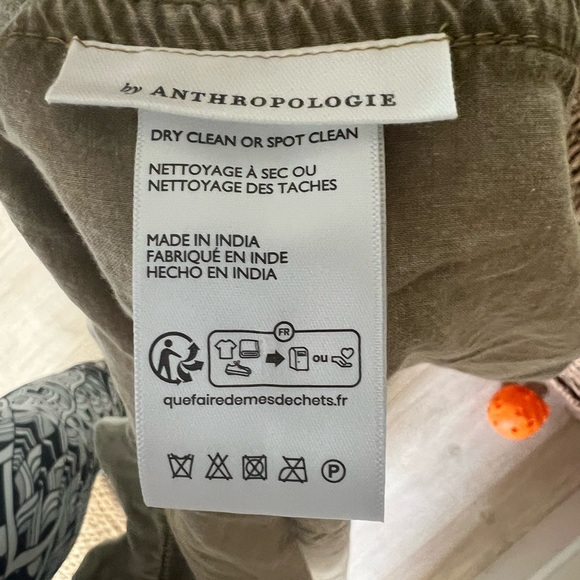 by ANTHROPOLOGIE
DRY CLEAN OR SPOT CLEAN
NETTOYAGE À SEC OU
NETTOYAGE DES TACHES
MADE IN INDIA
FABRIQUÉ EN INDE
HECHO EN INDIA
FR
ou
quefairedemesdechets.fr
P